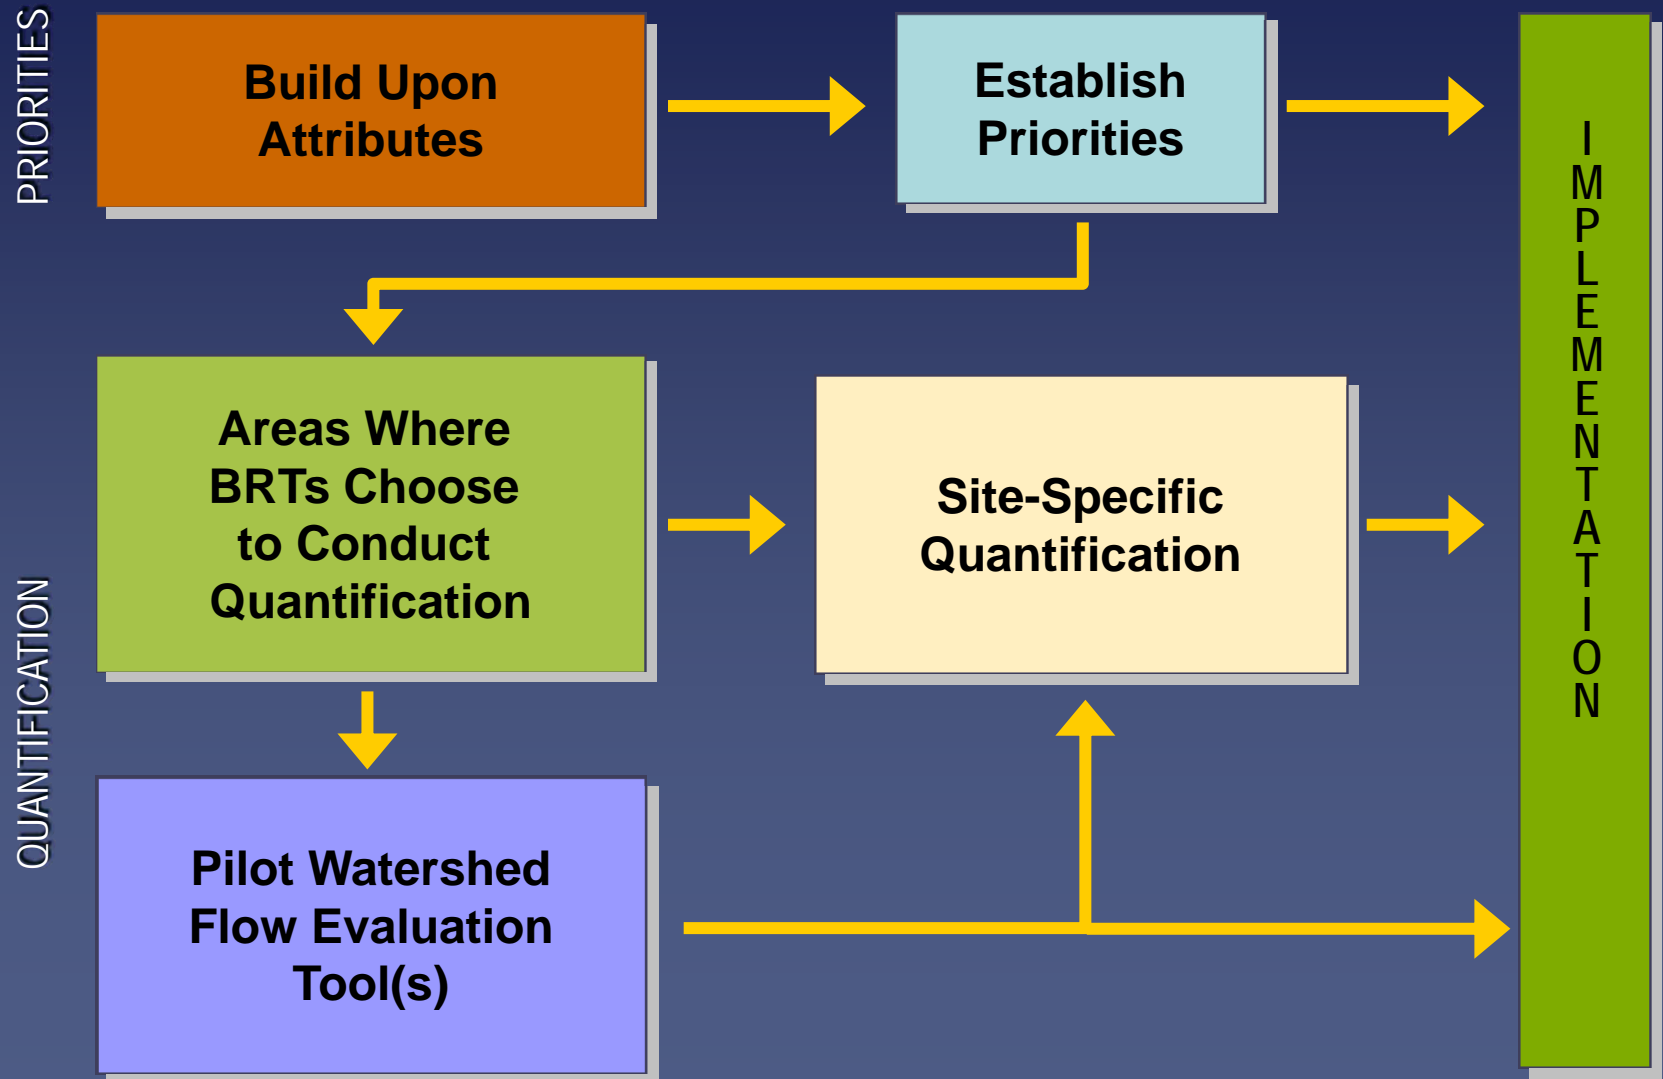 PRIORITIES
Build Upon
Attributes
Establish
Priorities
IMPLEMENTATION
QUANTIFICATION
Areas Where
BRTs Choose
to Conduct
Quantification
Site-Specific
Quantification
Pilot Watershed
Flow Evaluation
Tool(s)